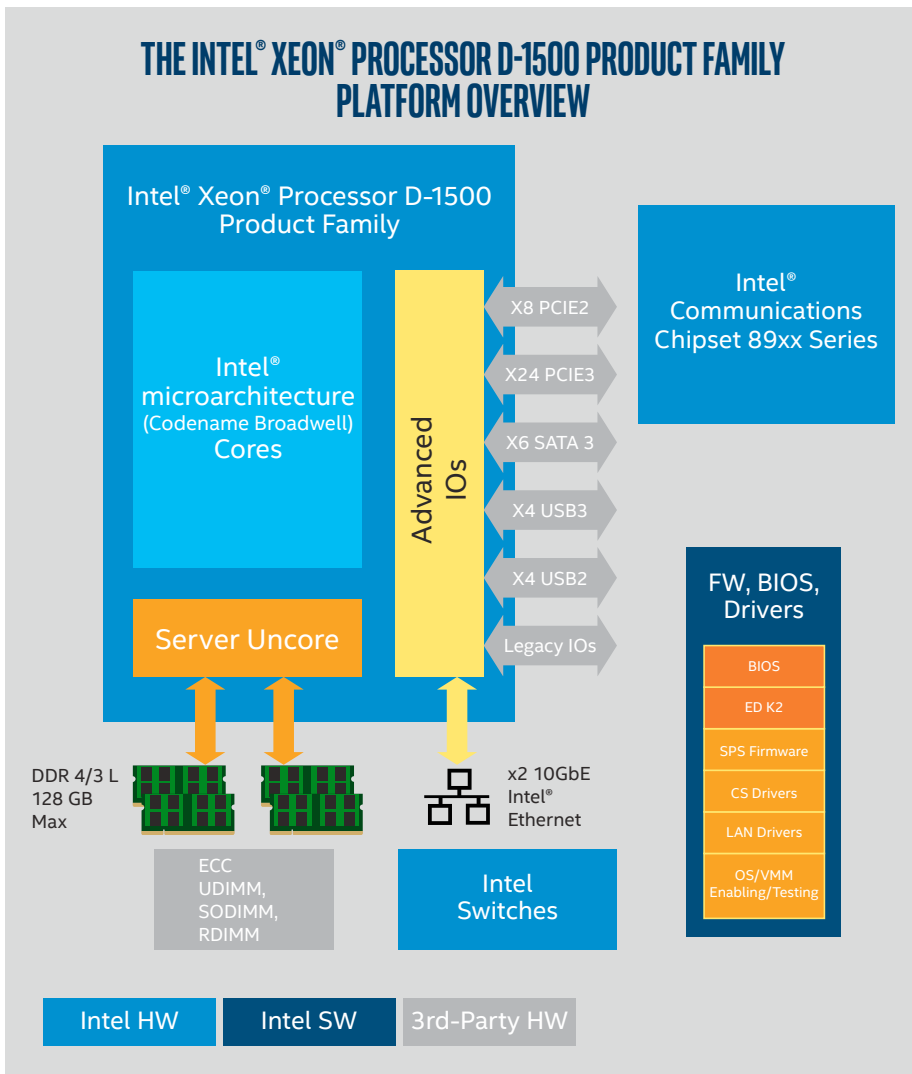 THE INTEL® XEON® PROCESSOR D-1500 PRODUCT FAMILY
PLATFORM OVERVIEW
Intel® Xeon® Processor D-1500
Product Family
Intel®
microarchitecture
(Codename Broadwell)
Cores
Server Uncore
Advanced
IOs
X8 PCIE2
X24 PCIE3
X6 SATA 3
X4 USB3
X4 USB2
Legacy IOs
Intel®
Communications
Chipset 89xx Series
FW, BIOS,
Drivers
BIOS
ED K2
SPS Firmware
CS Drivers
LAN Drivers
OS/VMM
Enabling/Testing
DDR 4/3 L
128 GB
Max
x2 10GbE
Intel®
Ethernet
ECC
UDIMM,
SODIMM,
RDIMM
Intel
Switches
Intel HW
Intel SW
3rd-Party HW